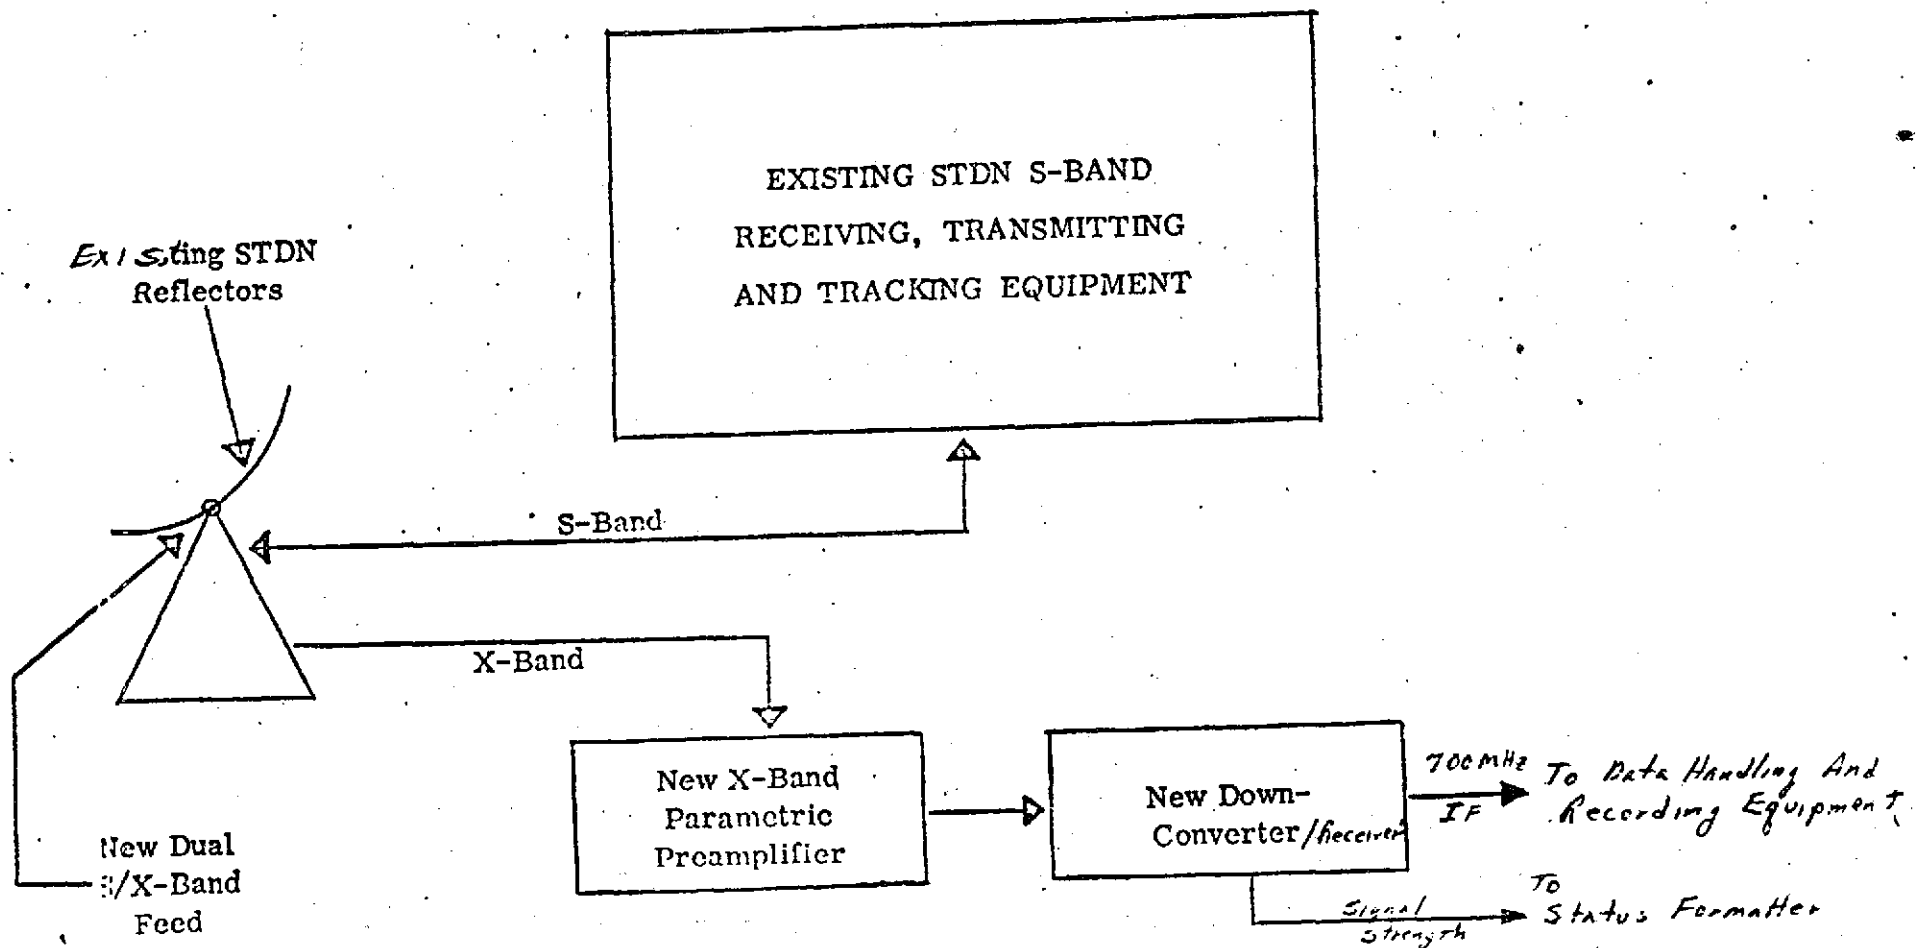 EXISTING STDN S-BAND
RECEIVING, TRANSMITTING
AND TRACKING EQUIPMENT
Existing STDN
Reflectors
S-Band
X-Band
New X-Band
Parametric
Preamplifier
New Down-
Converter/Receiver
700 MHz
IF
To Data Handling And
Recording Equipment
Signal
Strength
To
Status Formatter
New Dual
S/X-Band
Feed